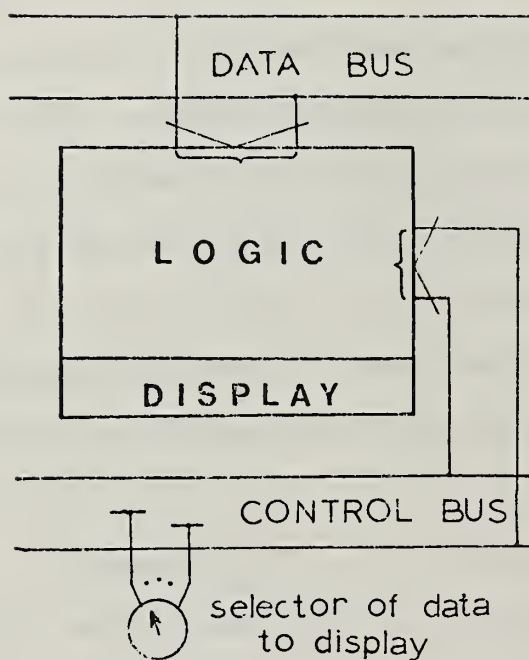 DATA BUS
LOGIC
DISPLAY
CONTROL BUS
selector of data
to display